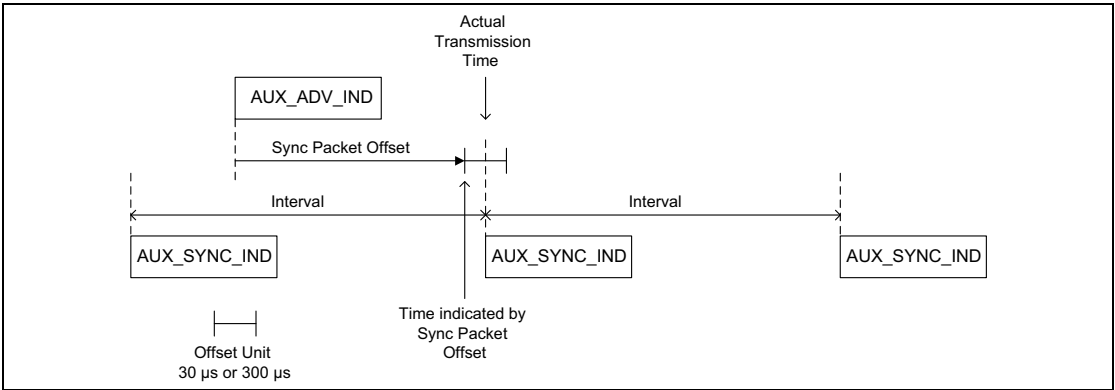 Actual
Transmission
Time
AUX_ADV_IND
Sync Packet Offset
Interval
Interval
AUX_SYNC_IND
AUX_SYNC_IND
AUX_SYNC_IND
Time indicated by
Sync Packet
Offset
Offset Unit
30 µs or 300 µs